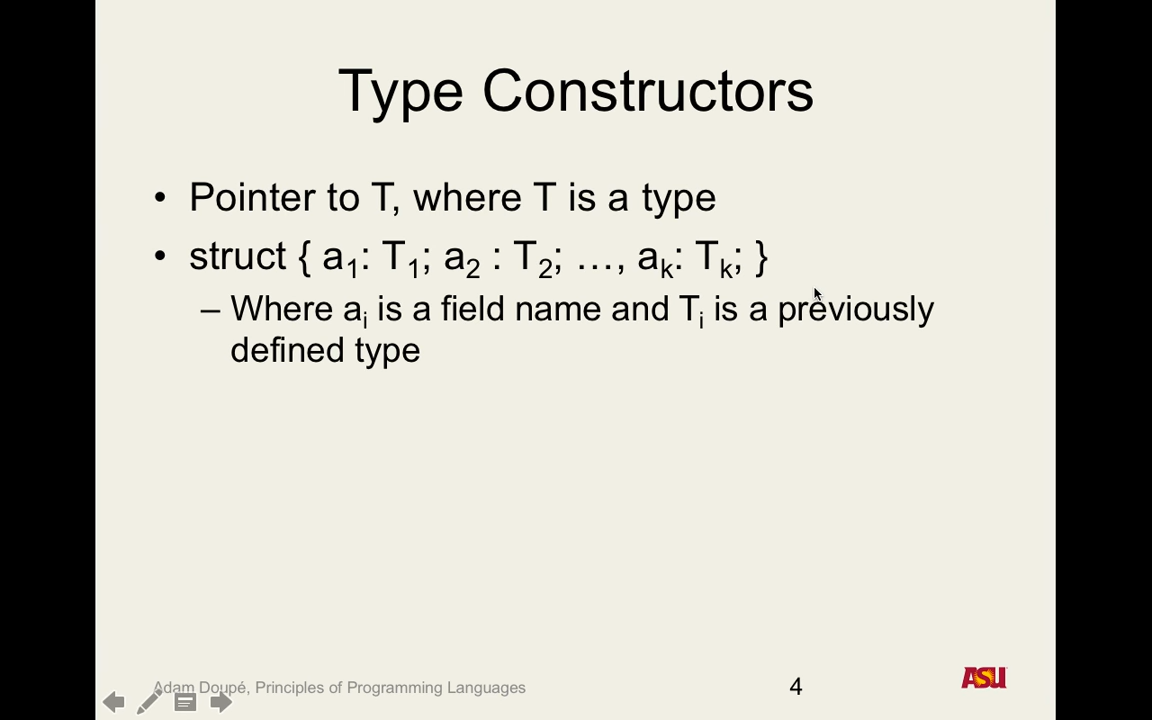 Type Constructors
• Pointer to T, where T is a type
• struct { a₁: T₁; a₂ : T₂; …, aₖ: Tₖ; }
– Where aᵢ is a field name and Tᵢ is a previously
defined type
Adam Doupé, Principles of Programming Languages
4
ASU